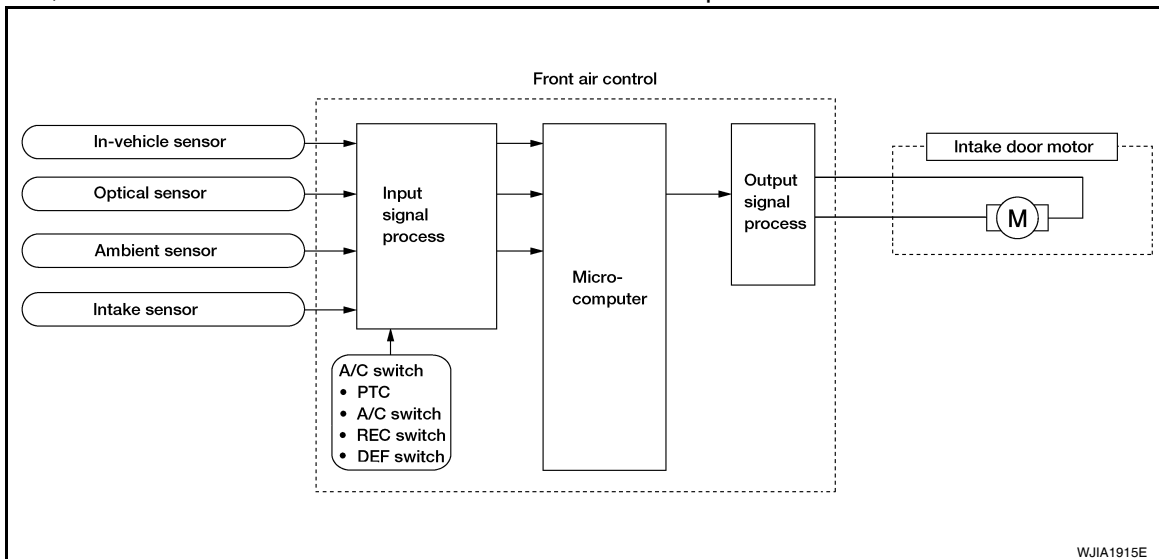 Front air control
In-vehicle sensor
Optical sensor
Ambient sensor
Intake sensor
Input
signal
process
A/C switch
• PTC
• A/C switch
• REC switch
• DEF switch
Micro-
computer
Output
signal
process
Intake door motor
M
WJIA1915E